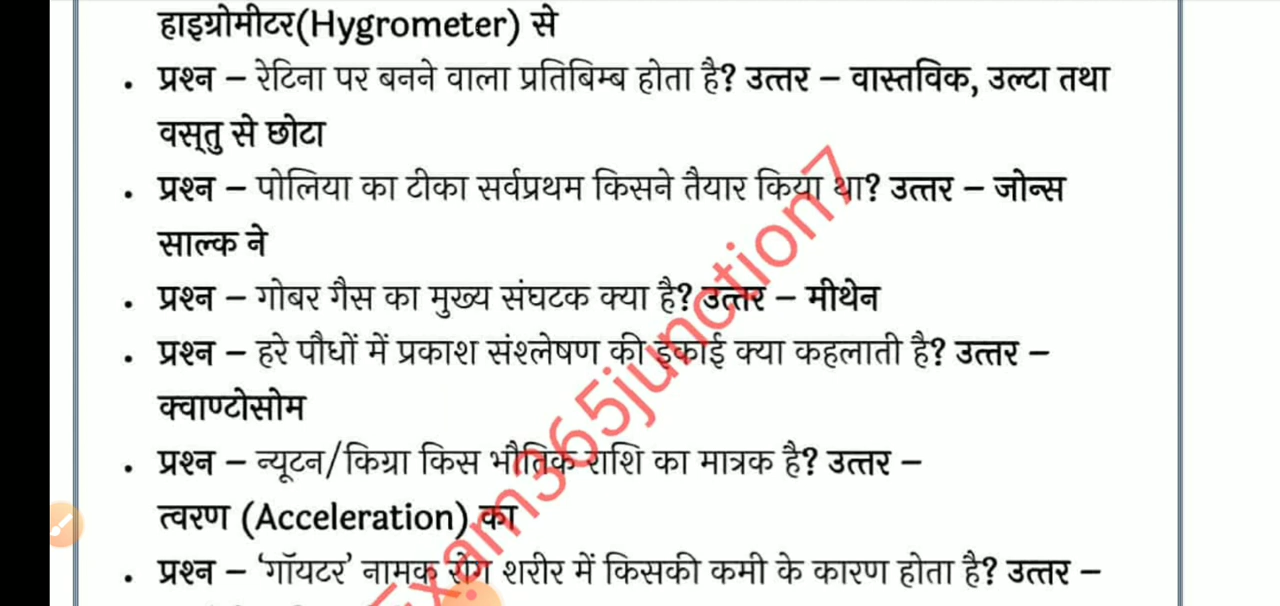 हाइग्रोमीटर(Hygrometer) से
• प्रश्न – रेटिना पर बनने वाला प्रतिबिम्ब होता है? उत्तर – वास्तविक, उल्टा तथा
वस्तु से छोटा
• प्रश्न – पोलिया का टीका सर्वप्रथम किसने तैयार किया था? उत्तर – जोन्स
साल्क ने
• प्रश्न – गोबर गैस का मुख्य संघटक क्या है? उत्तर – मीथेन
• प्रश्न – हरे पौधों में प्रकाश संश्लेषण की इकाई क्या कहलाती है? उत्तर –
क्वाण्टोसोम
• प्रश्न – न्यूटन/किग्रा किस भौतिक राशि का मात्रक है? उत्तर –
त्वरण (Acceleration) का
• प्रश्न – ‘गॉयटर’ नामक रोग शरीर में किसकी कमी के कारण होता है? उत्तर –
Exam365junction7